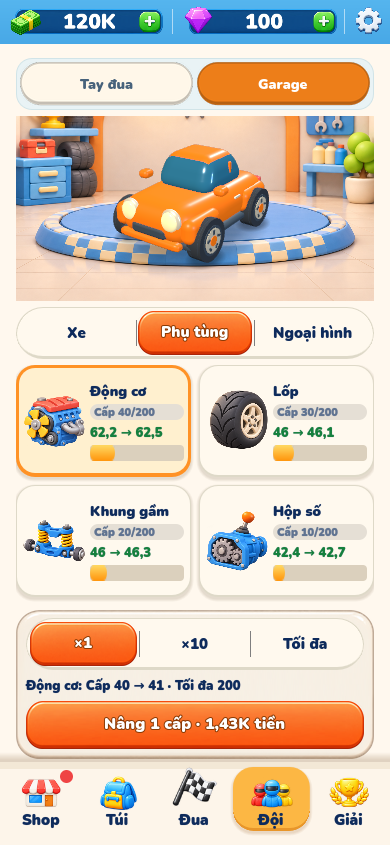 120K
100
Tay đua
Garage
Xe
Phụ tùng
Ngoại hình
Động cơ
Cấp 40/200
62,2 → 62,5
Lốp
Cấp 30/200
46 → 46,1
Khung gầm
Cấp 20/200
46 → 46,3
Hộp số
Cấp 10/200
42,4 → 42,7
×1
×10
Tối đa
Động cơ: Cấp 40 → 41 · Tối đa 200
Nâng 1 cấp · 1,43K tiền
Shop
Túi
Đua
Đội
Giải